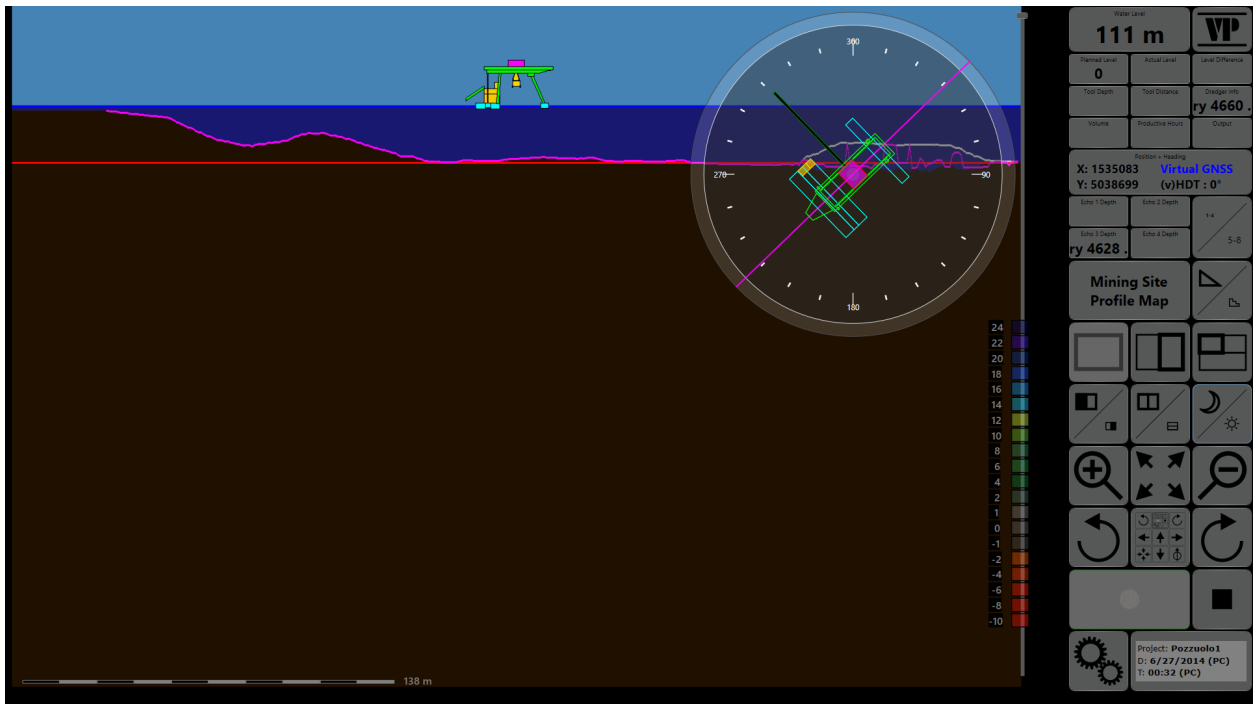 Water Level
111 m
VP
Planned Level
0
Actual Level
Level Difference
Tool Depth
Tool Distance
Dredger Info
ry 4660 .
Volume
Productive Hours
Output
Position + Heading
X: 1535083
Virtual GNSS
Y: 5038699
(v)HDT : 0°
Echo 1 Depth
Echo 2 Depth
1-4
5-8
Echo 3 Depth
ry 4628 .
Echo 4 Depth
Mining Site
Profile Map
360
270
90
180
24
22
20
18
16
14
12
10
8
6
4
2
1
0
-1
-2
-4
-6
-8
-10
138 m
Project: Pozzuolo1
D: 6/27/2014 (PC)
T: 00:32 (PC)